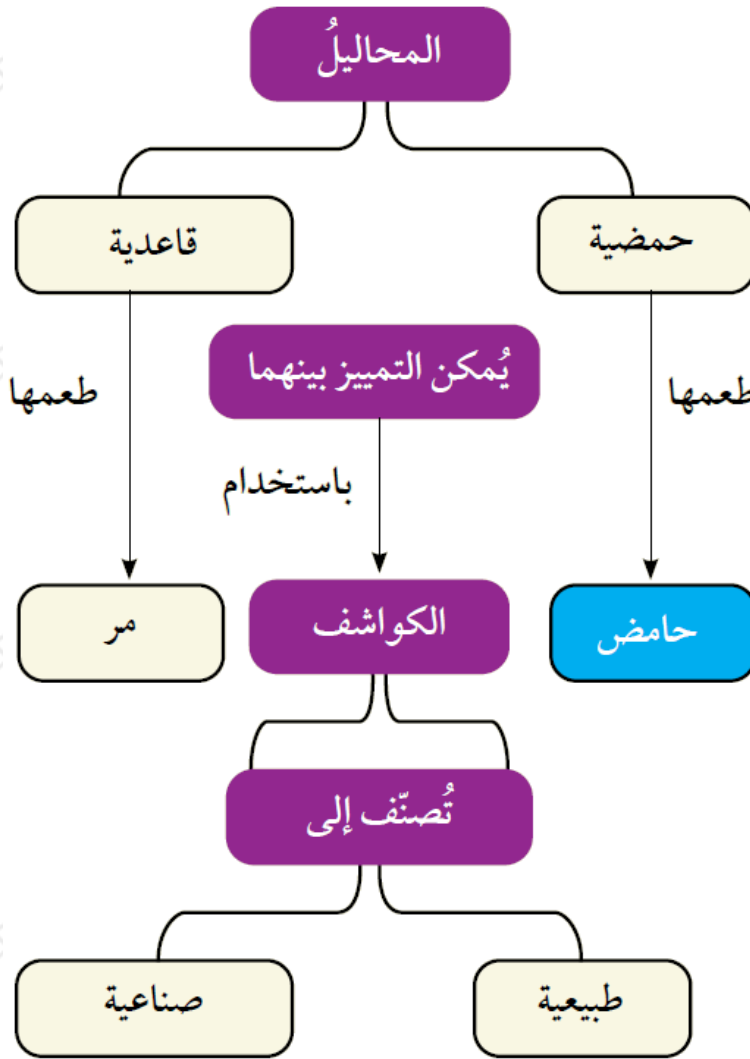 المحاليلُ
حمضية
قاعدية
يُمكن التمييز بينهما
طعمها
طعمها
باستخدام
حامض
الكواشف
مر
تُصنّف إلى
طبيعية
صناعية